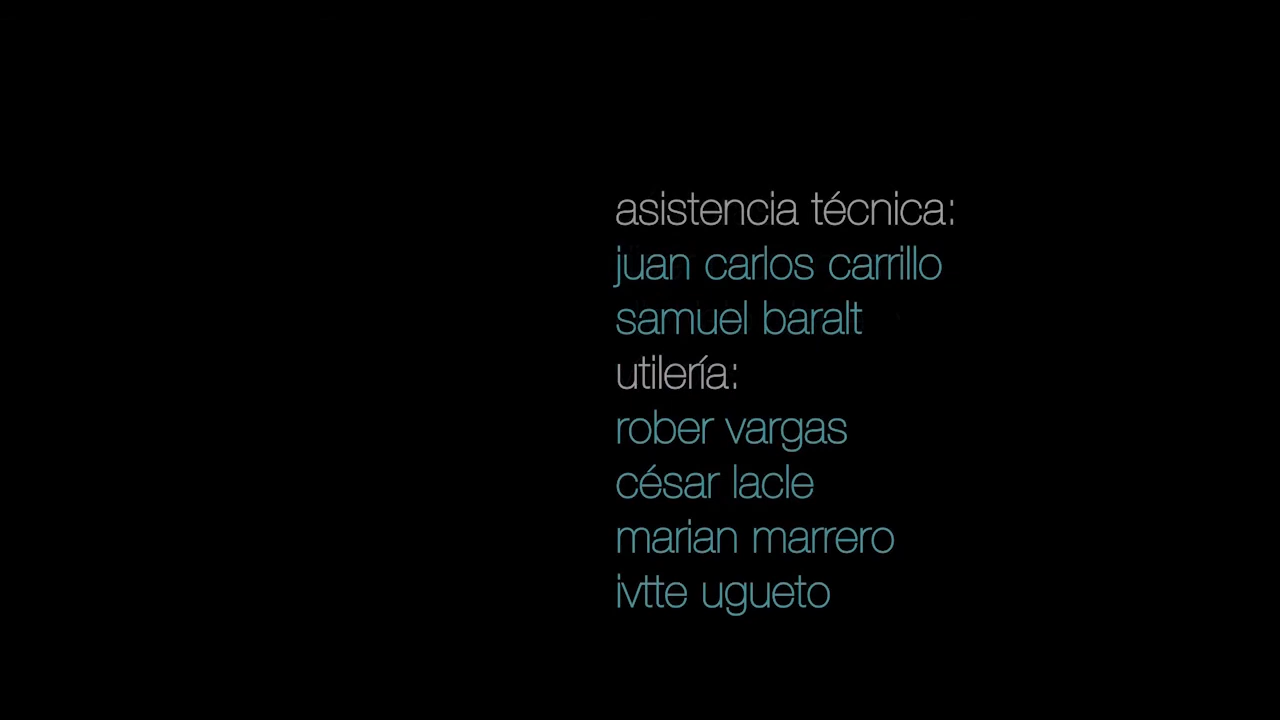 asistencia técnica:
juan carlos carrillo
samuel baralt
utilería:
rober vargas
césar lacle
marian marrero
ivtte ugueto